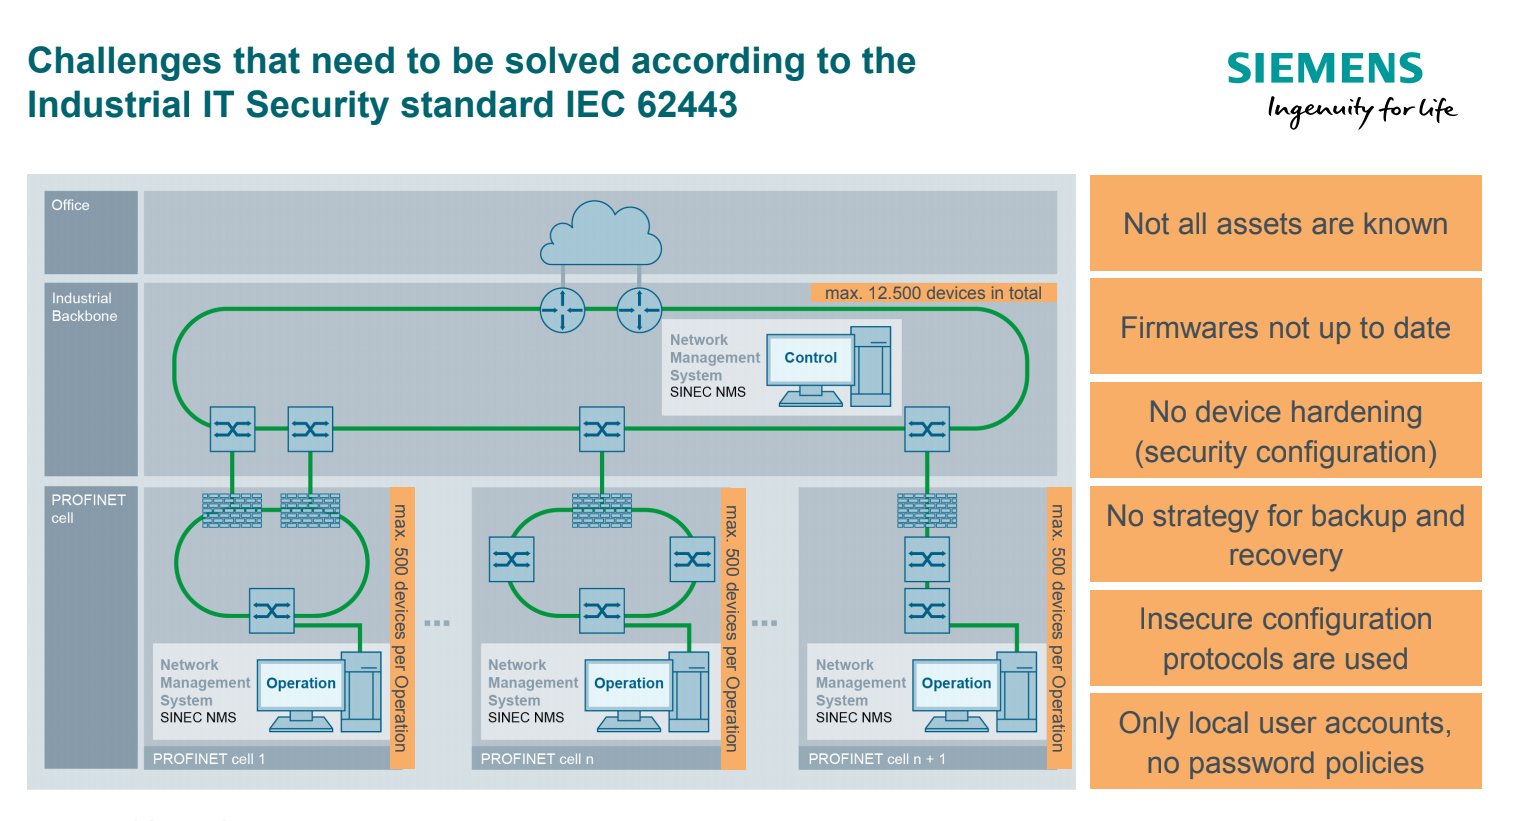 Challenges that need to be solved according to the
Industrial IT Security standard IEC 62443
SIEMENS
Ingenuity for life
Office
Industrial
Backbone
max. 12.500 devices in total
Network
Management
System
SINEC NMS
Control
PROFINET
cell
max. 500 devices per Operation
Network
Management
System
SINEC NMS
Operation
PROFINET cell 1
...
max. 500 devices per Operation
Network
Management
System
SINEC NMS
Operation
PROFINET cell n
...
max. 500 devices per Operation
Network
Management
System
SINEC NMS
Operation
PROFINET cell n + 1
Not all assets are known
Firmwares not up to date
No device hardening
(security configuration)
No strategy for backup and
recovery
Insecure configuration
protocols are used
Only local user accounts,
no password policies